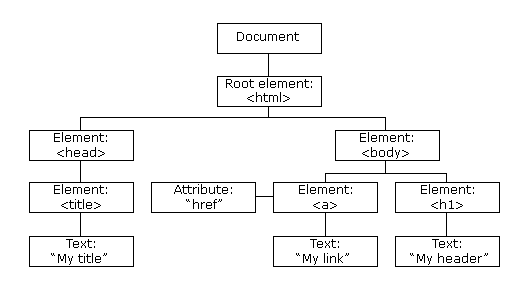 Document
Root element:
<html>
Element:
<head>
Element:
<body>
Element:
<title>
Attribute:
“href”
Element:
<a>
Element:
<h1>
Text:
“My title”
Text:
“My link”
Text:
“My header”